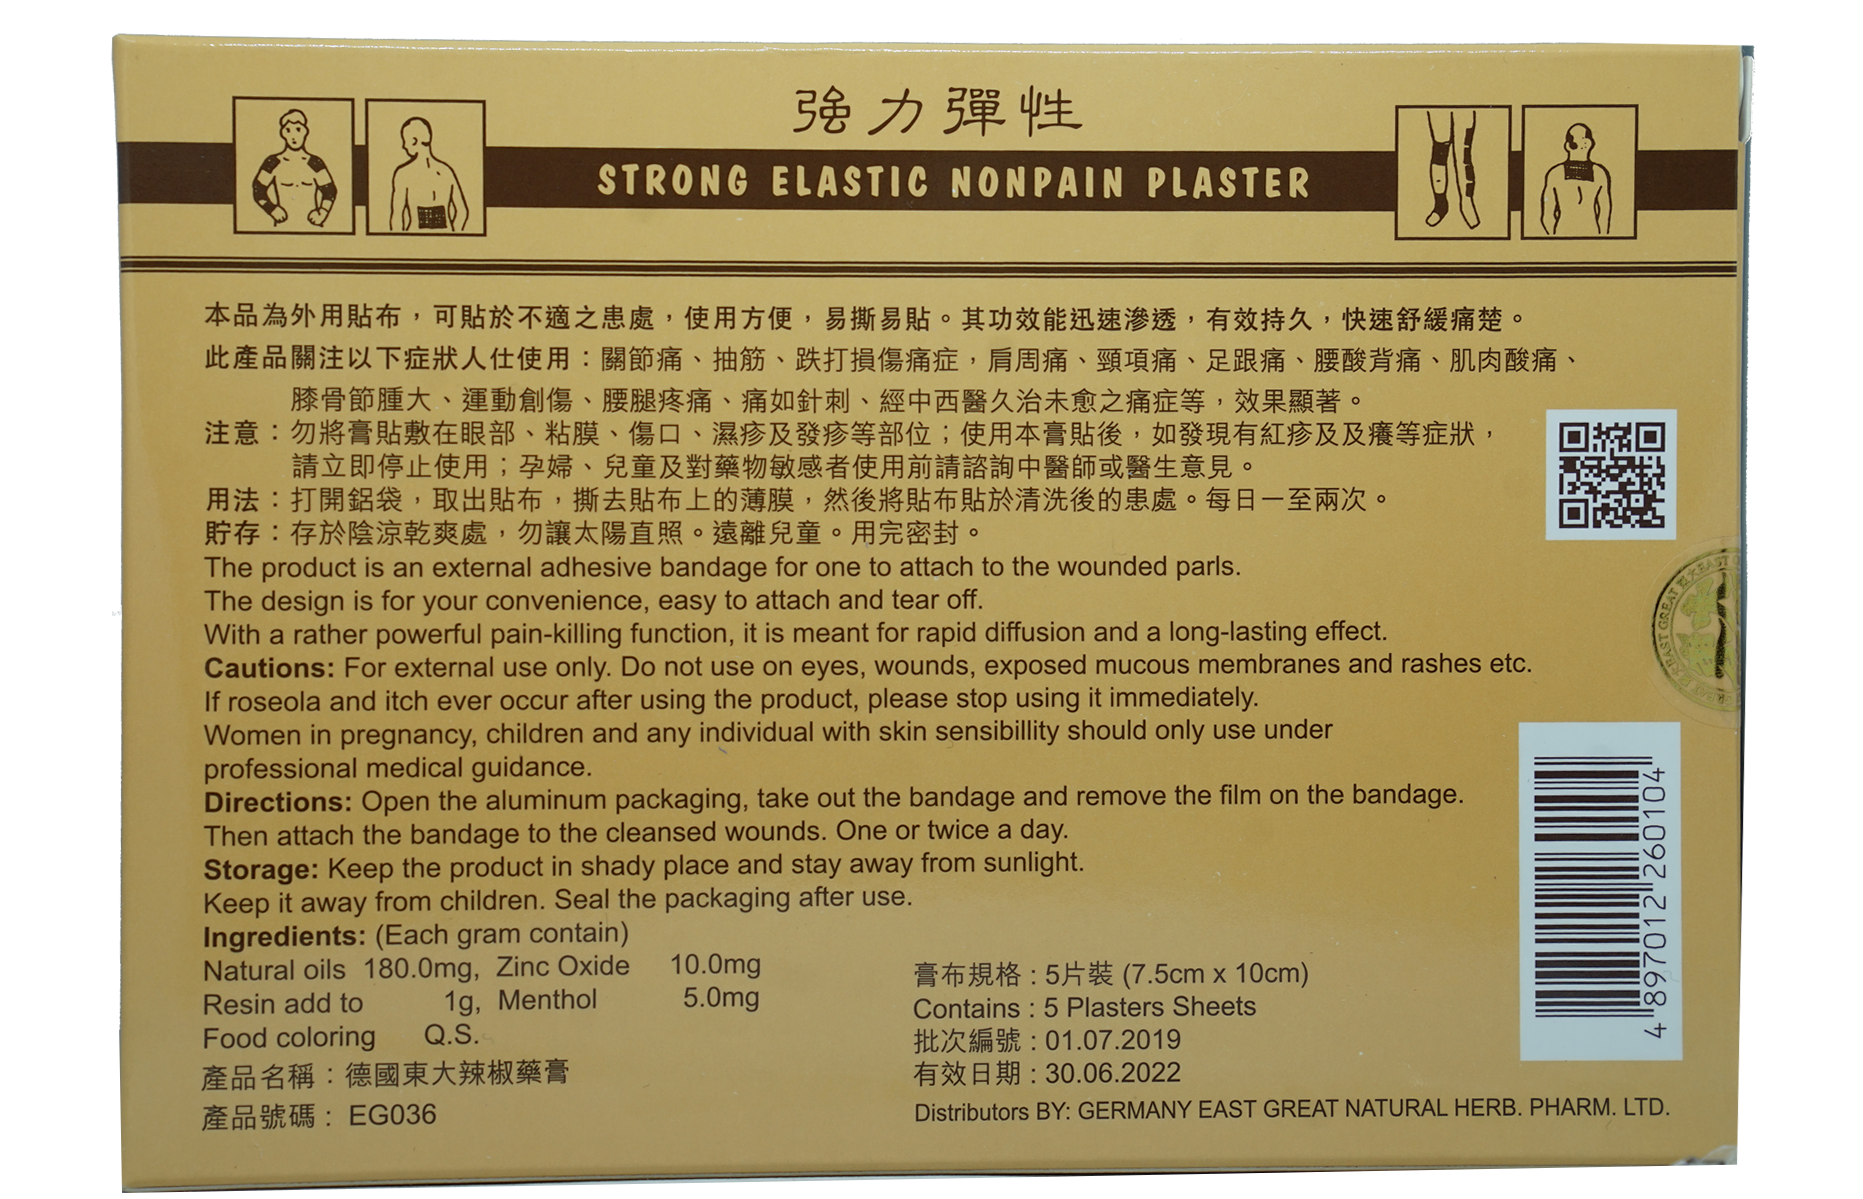 強力彈性
STRONG ELASTIC NONPAIN PLASTER
本品為外用貼布，可貼於不適之患處，使用方便，易撕易貼。其功效能迅速滲透，有效持久，快速舒緩痛楚。
此產品關注以下症狀人仕使用：關節痛、抽筋、跌打損傷痛症，肩周痛、頸項痛、足跟痛、腰酸背痛、肌肉酸痛、
膝骨節腫大、運動創傷、腰腿疼痛、痛如針刺、經中西醫久治未愈之痛症等，效果顯著。
注意：勿將膏貼敷在眼部、粘膜、傷口、濕疹及發疹等部位；使用本膏貼後，如發現有紅疹及及癢等症狀，
請立即停止使用；孕婦、兒童及對藥物敏感者使用前請諮詢中醫師或醫生意見。
用法：打開鋁袋，取出貼布，撕去貼布上的薄膜，然後將貼布貼於清洗後的患處。每日一至兩次。
貯存：存於陰涼乾爽處，勿讓太陽直照。遠離兒童。用完密封。
The product is an external adhesive bandage for one to attach to the wounded parls.
The design is for your convenience, easy to attach and tear off.
With a rather powerful pain-killing function, it is meant for rapid diffusion and a long-lasting effect.
Cautions: For external use only. Do not use on eyes, wounds, exposed mucous membranes and rashes etc.
If roseola and itch ever occur after using the product, please stop using it immediately.
Women in pregnancy, children and any individual with skin sensibillity should only use under
professional medical guidance.
Directions: Open the aluminum packaging, take out the bandage and remove the film on the bandage.
Then attach the bandage to the cleansed wounds. One or twice a day.
Storage: Keep the product in shady place and stay away from sunlight.
Keep it away from children. Seal the packaging after use.
Ingredients: (Each gram contain)
Natural oils 180.0mg, Zinc Oxide 10.0mg
Resin add to 1g, Menthol 5.0mg
Food coloring Q.S.
產品名稱：德國東大辣椒藥膏
產品號碼： EG036
膏布規格：5片裝 (7.5cm x 10cm)
Contains : 5 Plasters Sheets
批次編號：01.07.2019
有效日期：30.06.2022
Distributors BY: GERMANY EAST GREAT NATURAL HERB. PHARM. LTD.
4 897012 260104